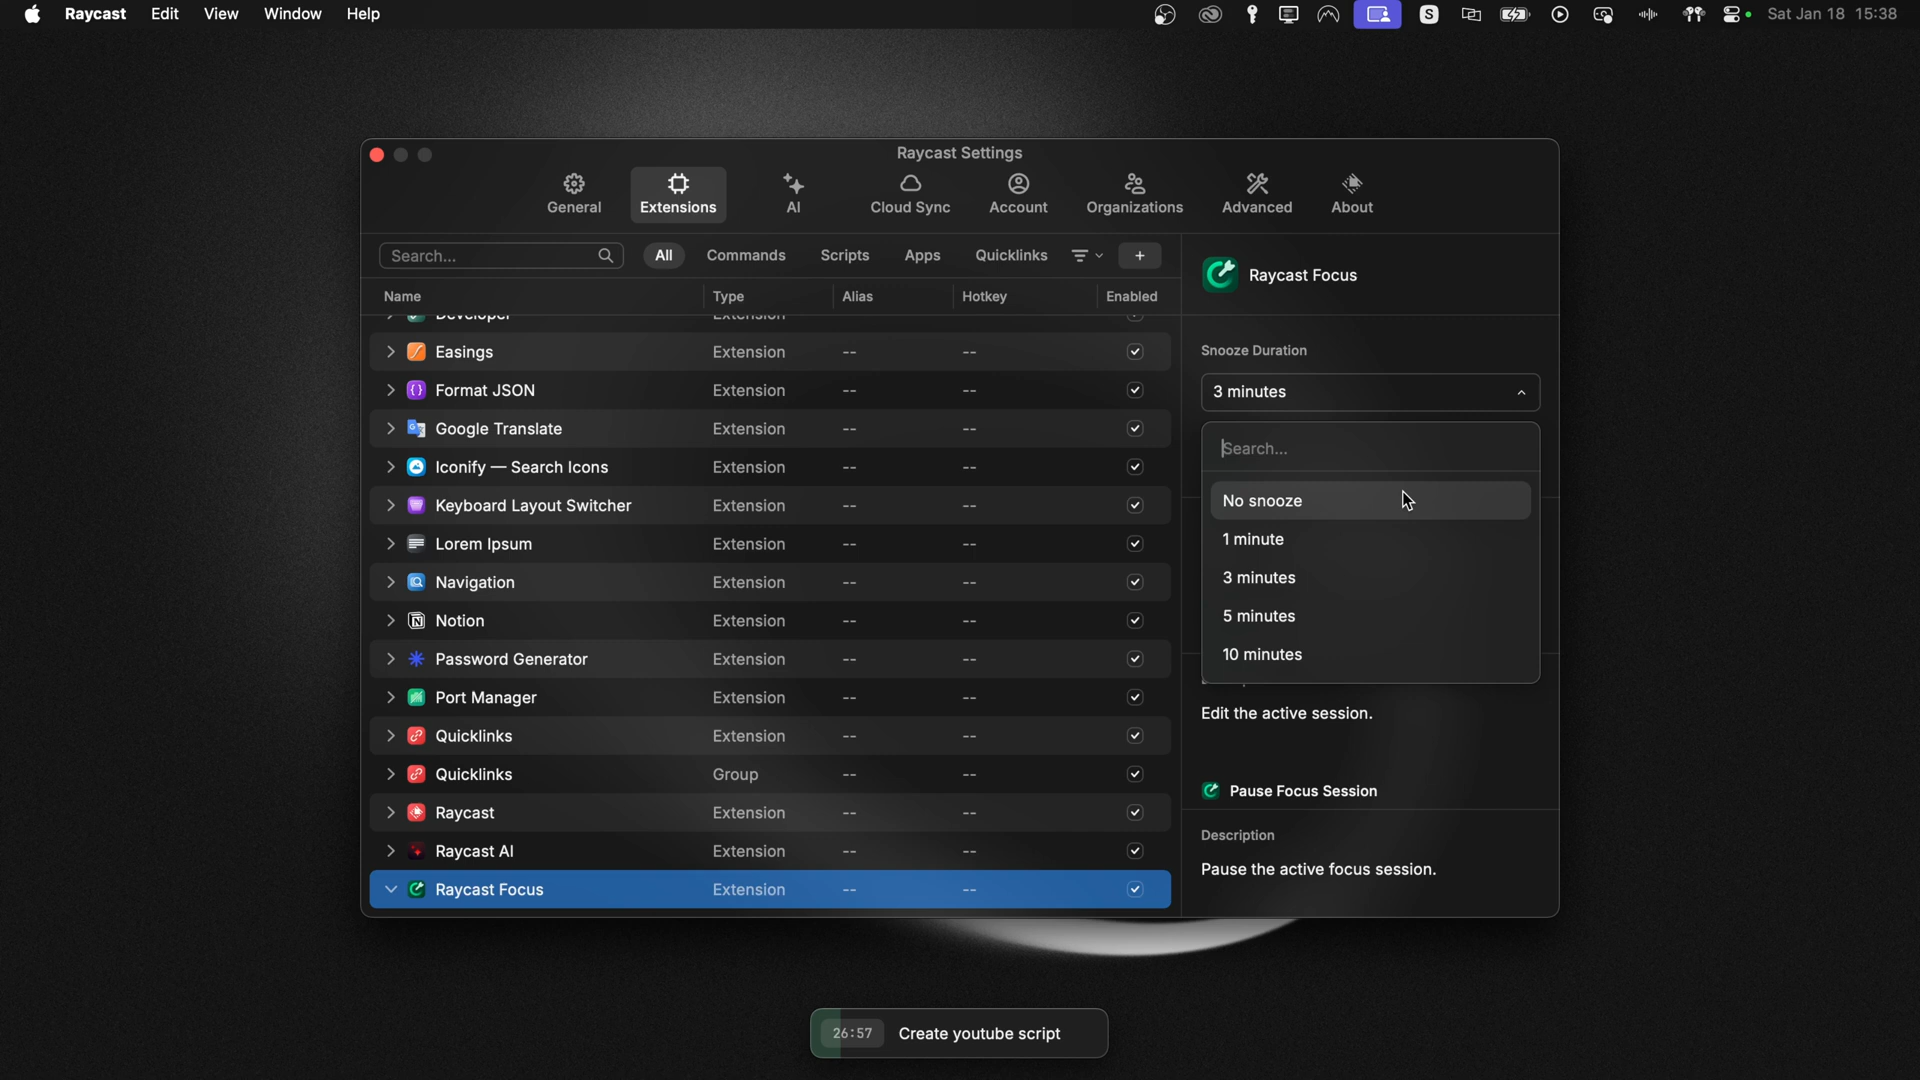 Raycast Edit View Window Help
S Sat Jan 18 15:38
Raycast Settings
General Extensions AI Cloud Sync Account Organizations Advanced About
Search... All Commands Scripts Apps Quicklinks +
Name Type Alias Hotkey Enabled
Developer Extension
Easings Extension -- --
Format JSON Extension -- --
Google Translate Extension -- --
Iconify — Search Icons Extension -- --
Keyboard Layout Switcher Extension -- --
Lorem Ipsum Extension -- --
Navigation Extension -- --
Notion Extension -- --
Password Generator Extension -- --
Port Manager Extension -- --
Quicklinks Extension -- --
Quicklinks Group -- --
Raycast Extension -- --
Raycast AI Extension -- --
Raycast Focus Extension -- --
Raycast Focus
Snooze Duration
3 minutes
Search...
No snooze
1 minute
3 minutes
5 minutes
10 minutes
Edit the active session.
Pause Focus Session
Description
Pause the active focus session.
26:57 Create youtube script